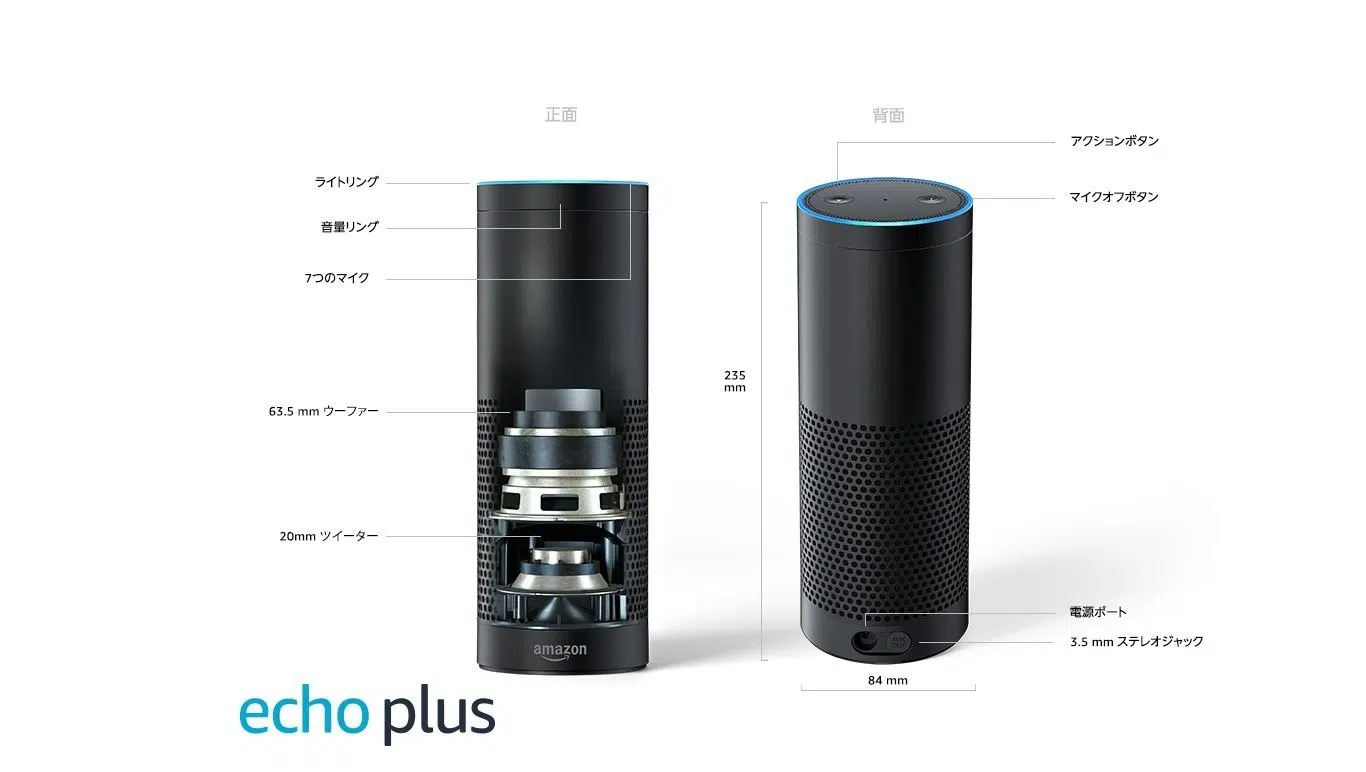 正面
背面
アクションボタン
ライトリング
マイクオフボタン
音量リング
7つのマイク
235
mm
63.5 mm ウーファー
20mm ツイーター
電源ポート
AUX
OUT
3.5 mm ステレオジャック
amazon
84 mm
echo plus